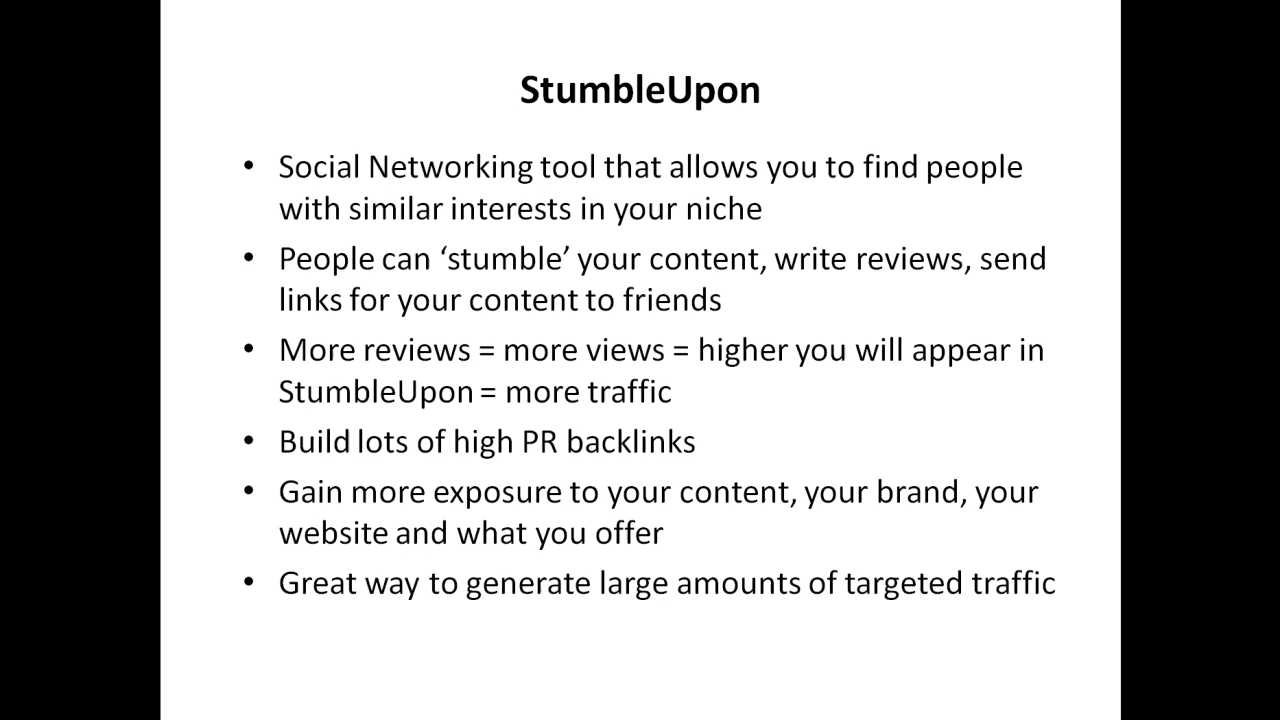 StumbleUpon
• Social Networking tool that allows you to find people
with similar interests in your niche
• People can ‘stumble’ your content, write reviews, send
links for your content to friends
• More reviews = more views = higher you will appear in
StumbleUpon = more traffic
• Build lots of high PR backlinks
• Gain more exposure to your content, your brand, your
website and what you offer
• Great way to generate large amounts of targeted traffic